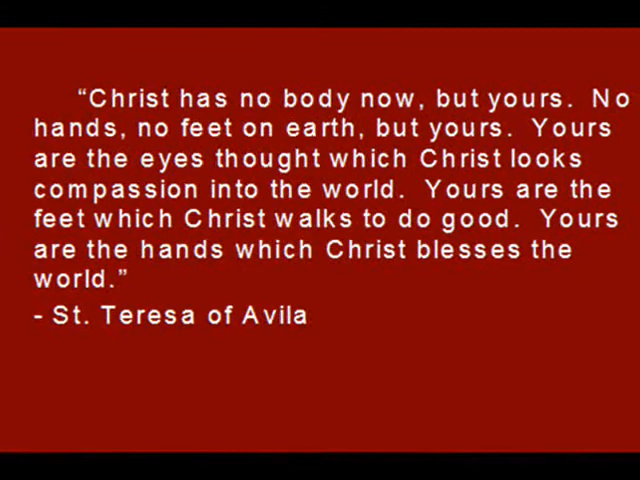 “Christ has no body now, but yours. No
hands, no feet on earth, but yours. Yours
are the eyes thought which Christ looks
compassion into the world. Yours are the
feet which Christ walks to do good. Yours
are the hands which Christ blesses the
world.”
- St. Teresa of Avila